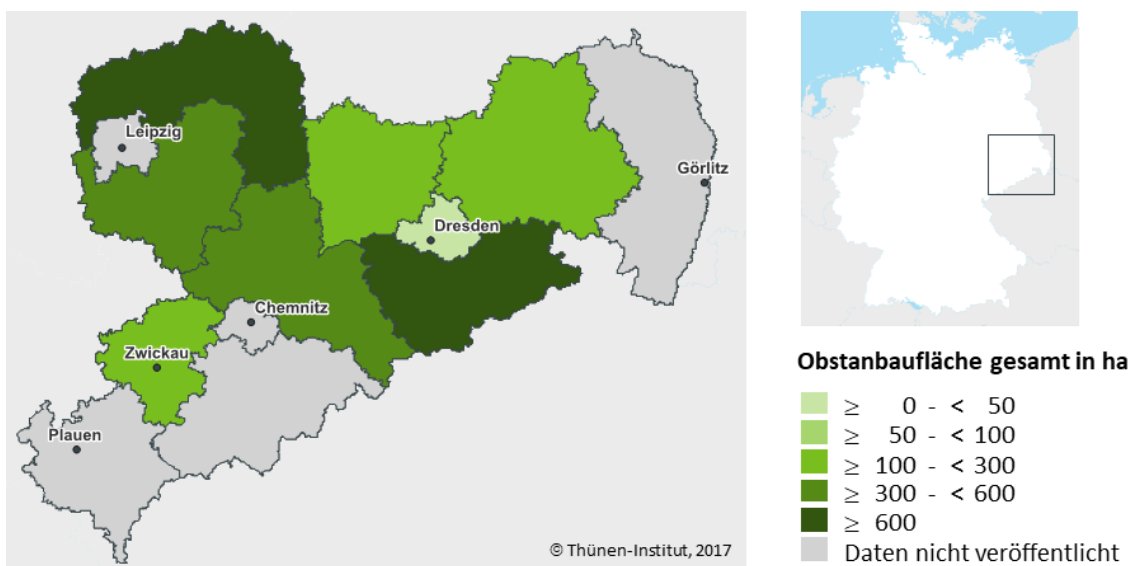 Leipzig
Görlitz
Dresden
Chemnitz
Zwickau
Plauen
© Thünen-Institut, 2017
Obstanbaufläche gesamt in ha
≥ 0 - < 50
≥ 50 - < 100
≥ 100 - < 300
≥ 300 - < 600
≥ 600
Daten nicht veröffentlicht